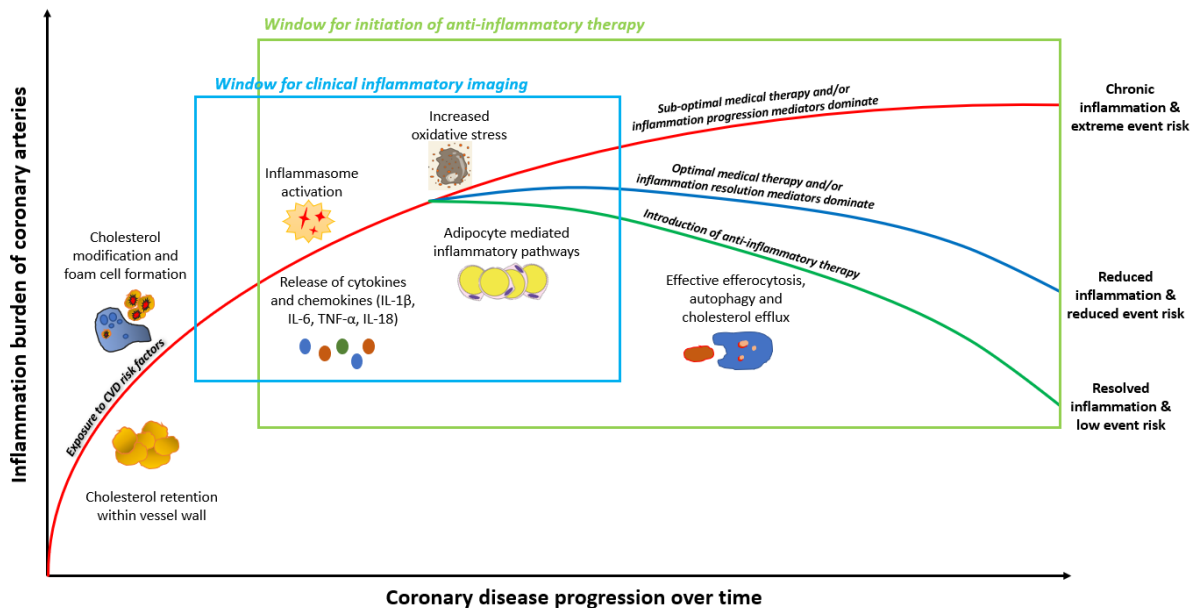 Window for initiation of anti-inflammatory therapy
Window for clinical inflammatory imaging
Inflammation burden of coronary arteries
Sub-optimal medical therapy and/or
inflammation progression mediators dominate
Chronic
inflammation &
extreme event risk
Increased
oxidative stress
Inflammasome
activation
Optimal medical therapy and/or
inflammation resolution mediators dominate
Introduction of anti-inflammatory therapy
Cholesterol
modification and
foam cell formation
Adipocyte mediated
inflammatory pathways
Release of cytokines
and chemokines (IL-1β,
IL-6, TNF-α, IL-18)
Effective efferocytosis,
autophagy and
cholesterol efflux
Reduced
inflammation &
reduced event risk
Exposure to CVD risk factors
Resolved
inflammation &
low event risk
Cholesterol retention
within vessel wall
Coronary disease progression over time